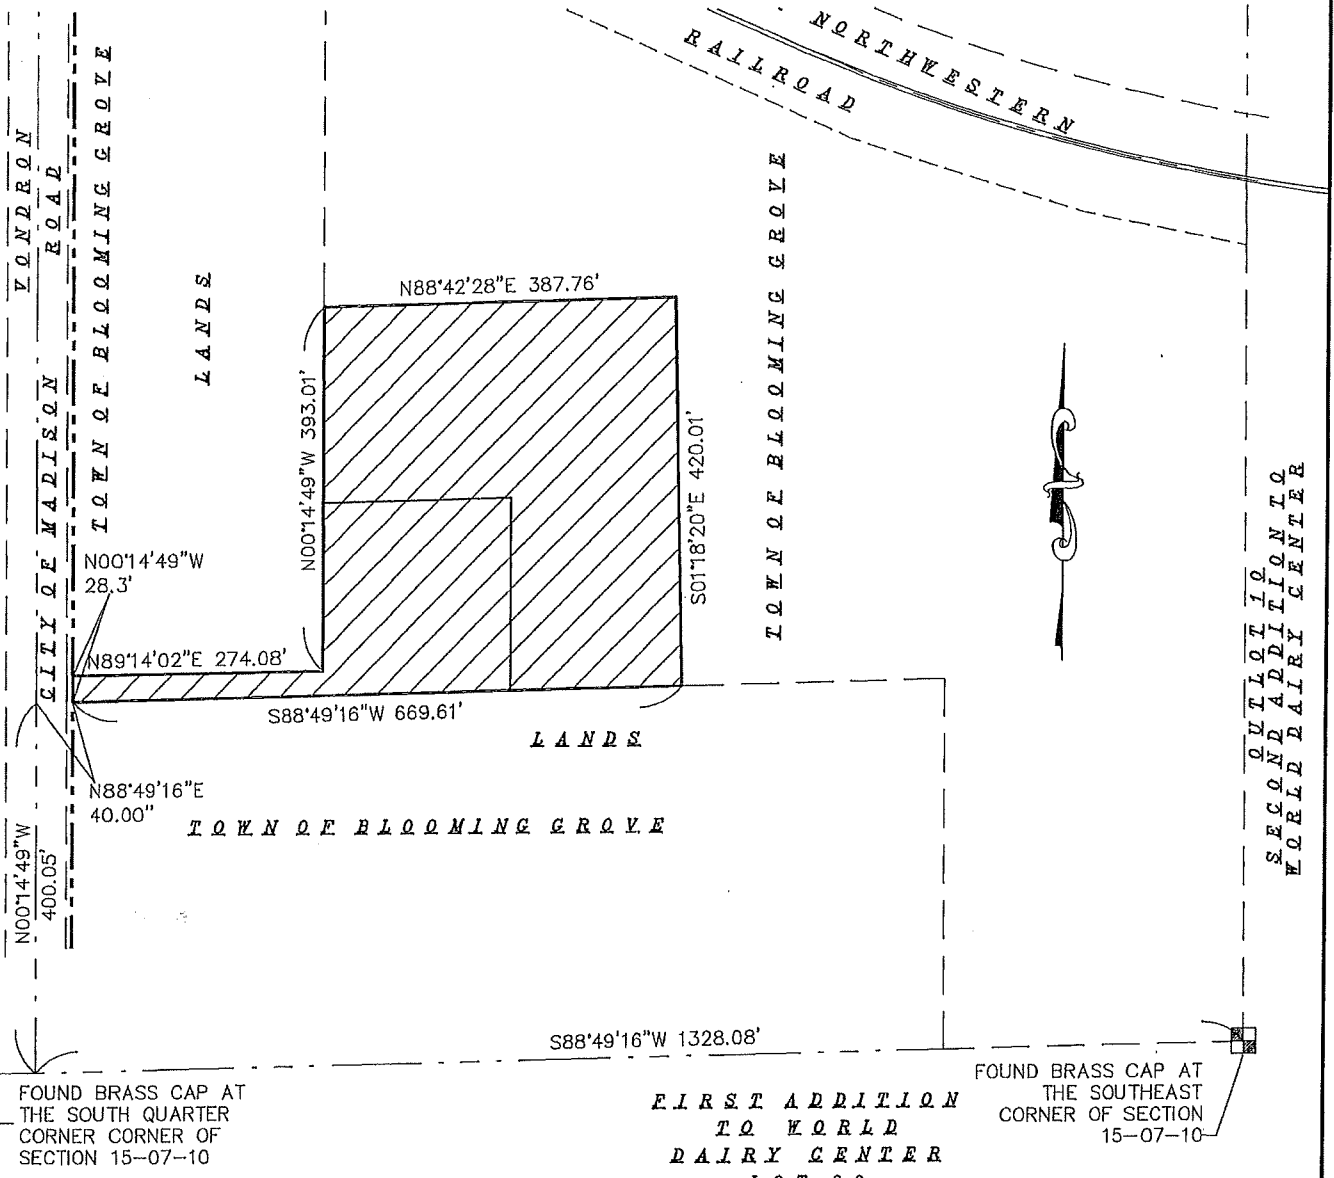 NORTHWESTERN
RAILROAD
VONDRON
ROAD
TOWN OF BLOOMING GROVE
LANDS
CITY OF MADISON
N88°42'28"E 387.76'
N00°14'49"W 393.01'
S01°18'20"E 420.01'
TOWN OF BLOOMING GROVE
N00°14'49"W
28.3'
N89°14'02"E 274.08'
S88°49'16"W 669.61'
LANDS
N88°49'16"E
40.00"
TOWN OF BLOOMING GROVE
N00°14'49"W
400.05'
OUTLOT 10
SECOND ADDITION TO
WORLD DAIRY CENTER
S88°49'16"W 1328.08'
FOUND BRASS CAP AT
THE SOUTH QUARTER
CORNER CORNER OF
SECTION 15-07-10
FIRST ADDITION
TO WORLD
DAIRY CENTER
FOUND BRASS CAP AT
THE SOUTHEAST
CORNER OF SECTION
15-07-10